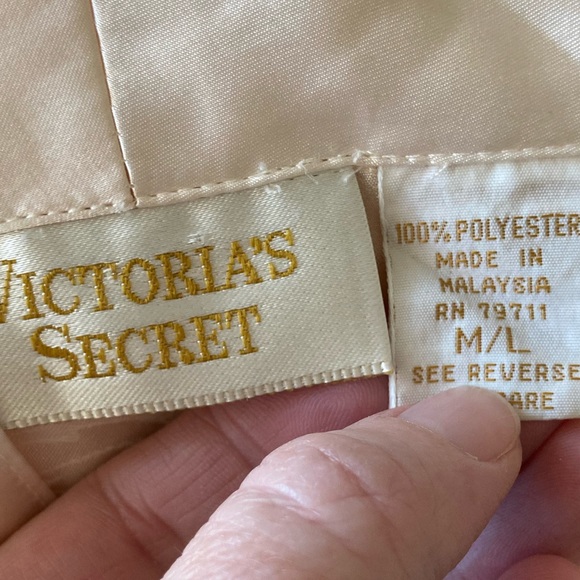 VICTORIA'S
SECRET
100% POLYESTER
MADE IN
MALAYSIA
RN 79711
M/L
SEE REVERSE